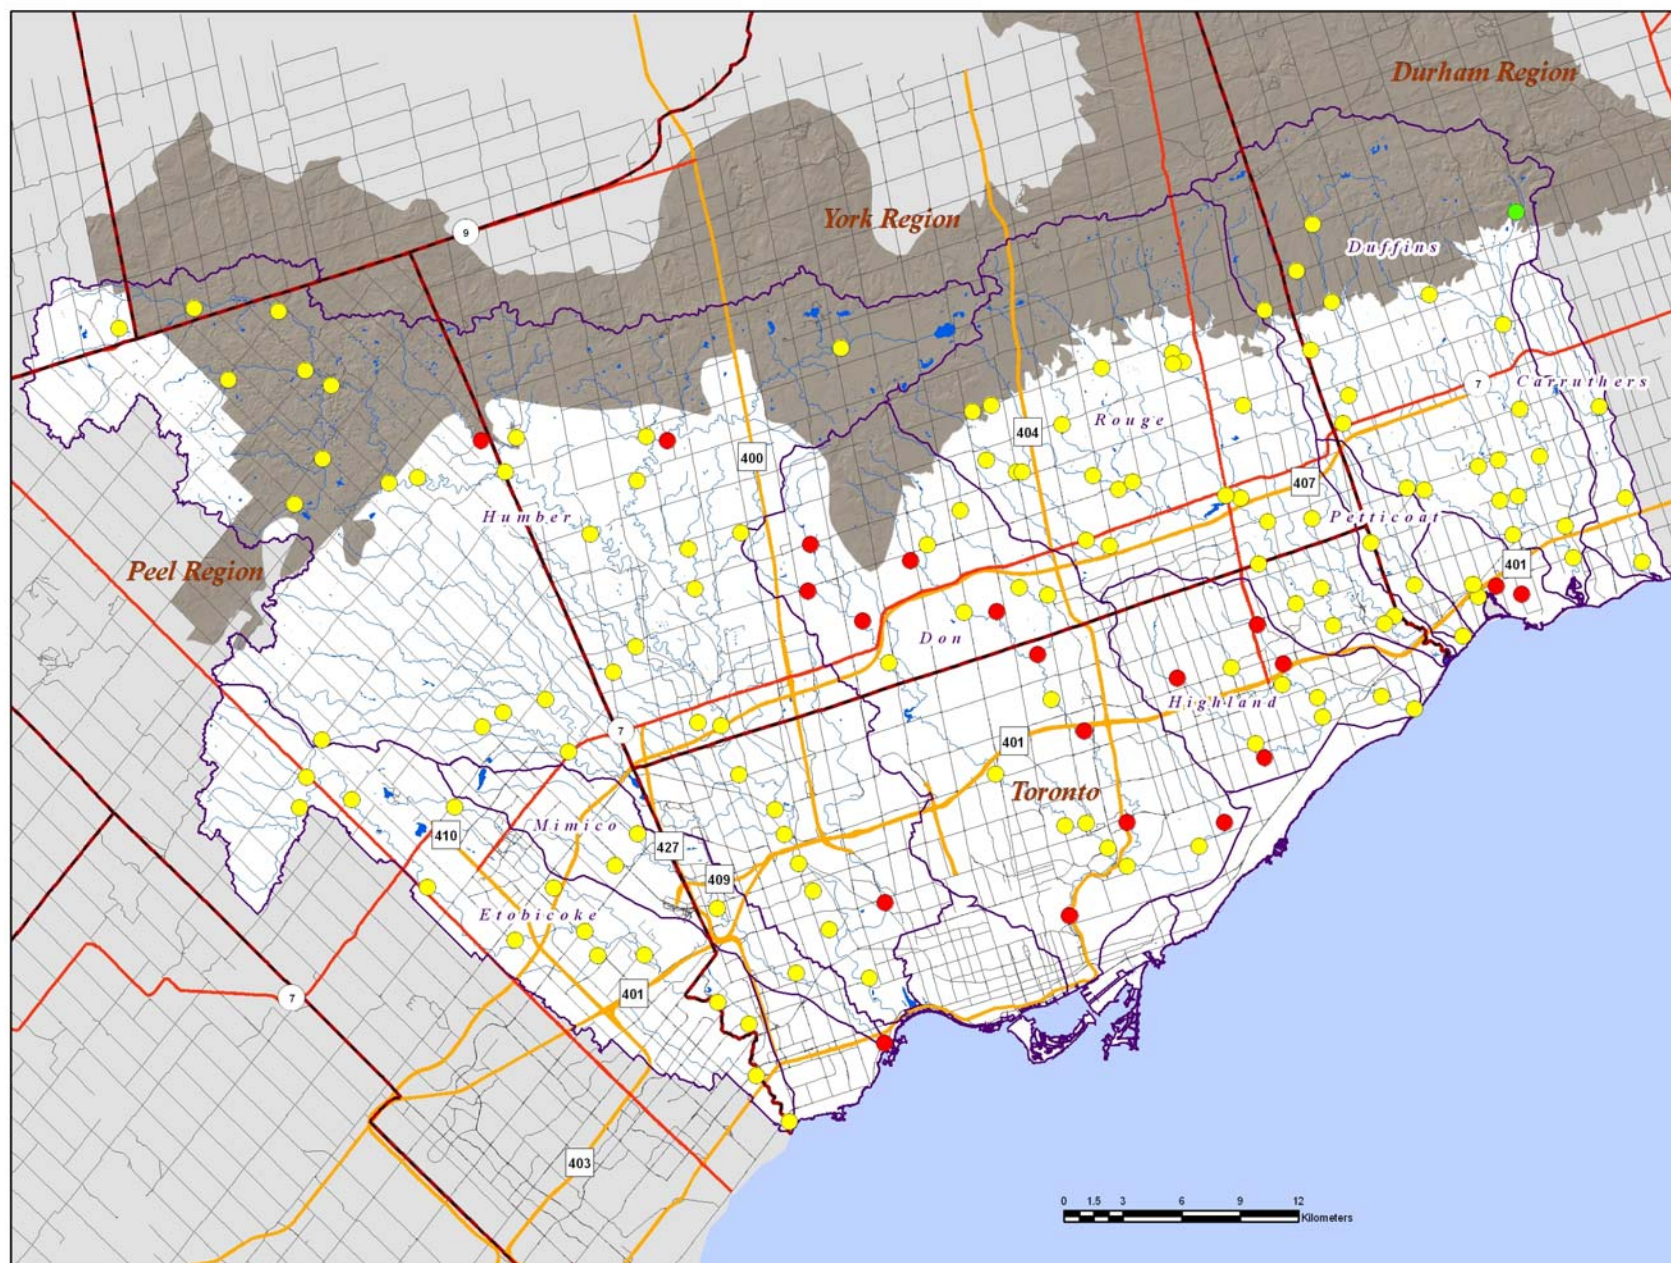 Durham Region
York Region
9
Duffins
7
Carruthers
Rouge
404
400
407
Humber
Petticoat
401
Peel Region
Don
Highland
7
401
Toronto
Mimico
410
427
409
Etobicoke
401
7
403
0 1.5 3 6 9 12
Kilometers